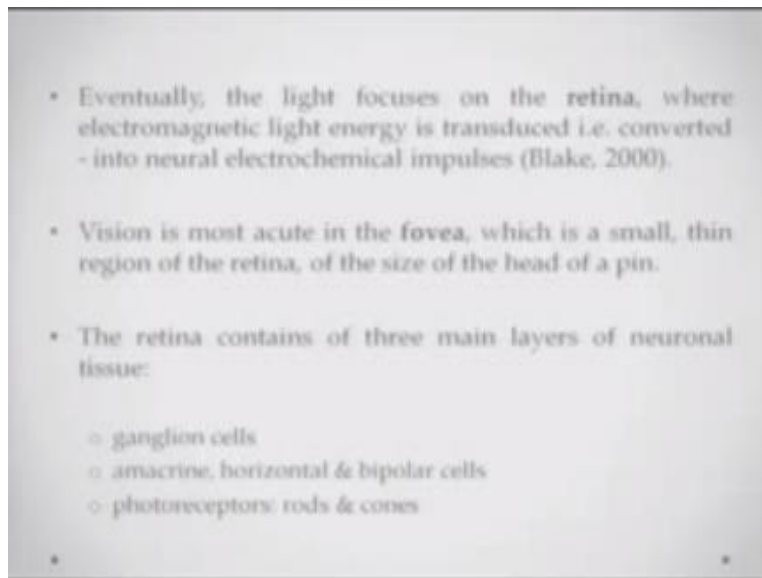 • Eventually, the light focuses on the retina, where
electromagnetic light energy is transduced i.e. converted
- into neural electrochemical impulses (Blake, 2000).
• Vision is most acute in the fovea, which is a small, thin
region of the retina, of the size of the head of a pin.
• The retina contains of three main layers of neuronal
tissue:
○ ganglion cells
○ amacrine, horizontal & bipolar cells
○ photoreceptors: rods & cones